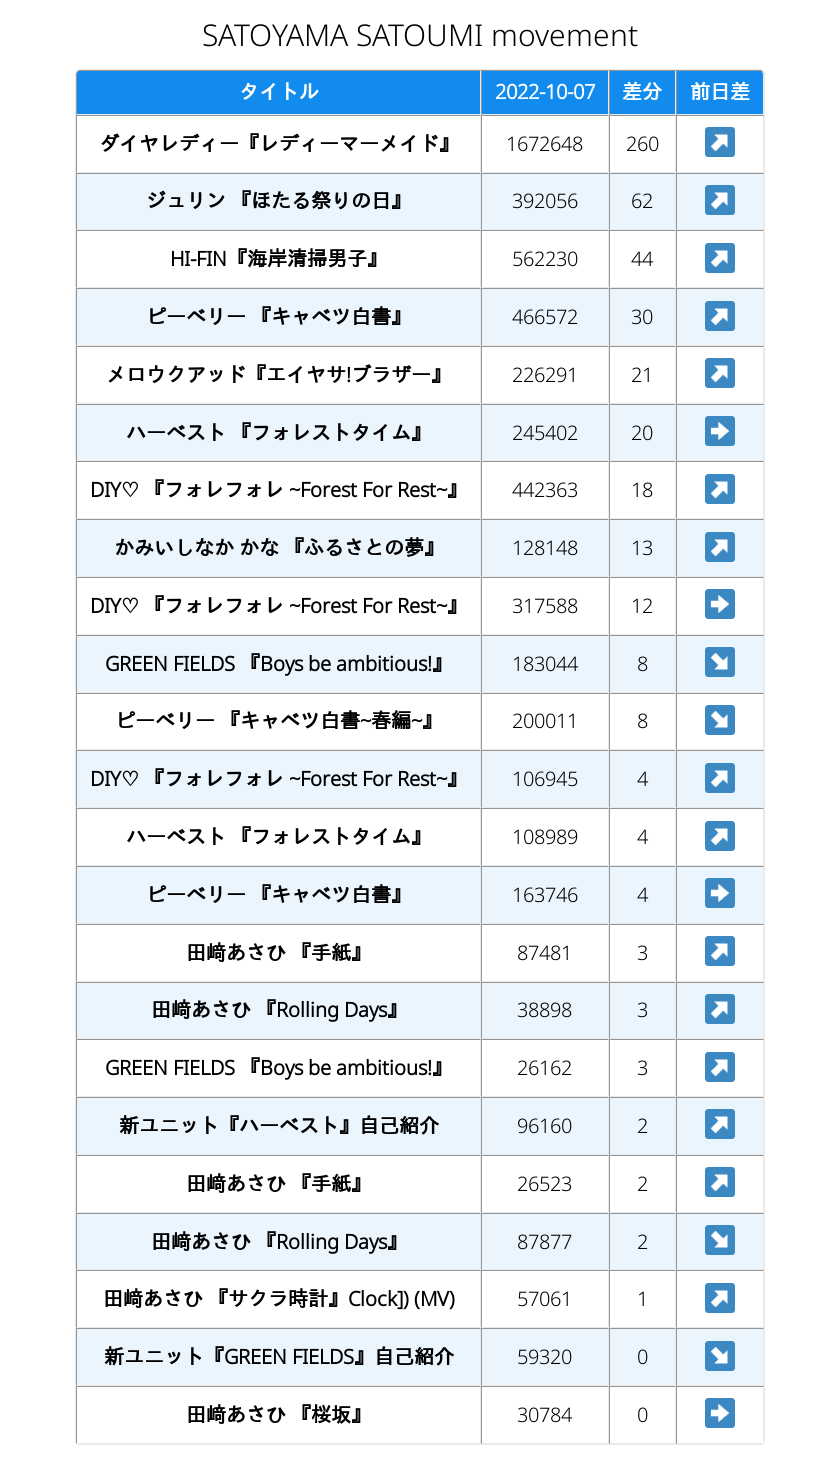 SATOYAMA SATOUMI movement
タイトル 2022-10-07 差分 前日差
ダイヤレディー『レディーマーメイド』 1672648 260 ↗
ジュリン 『ほたる祭りの日』 392056 62 ↗
HI-FIN『海岸清掃男子』 562230 44 ↗
ピーベリー 『キャベツ白書』 466572 30 ↗
メロウクアッド『エイヤサ!ブラザー』 226291 21 ↗
ハーベスト 『フォレストタイム』 245402 20 ➡
DIY♡ 『フォレフォレ ~Forest For Rest~』 442363 18 ↗
かみいしなか かな 『ふるさとの夢』 128148 13 ↗
DIY♡ 『フォレフォレ ~Forest For Rest~』 317588 12 ➡
GREEN FIELDS 『Boys be ambitious!』 183044 8 ↘
ピーベリー 『キャベツ白書~春編~』 200011 8 ↘
DIY♡ 『フォレフォレ ~Forest For Rest~』 106945 4 ↗
ハーベスト 『フォレストタイム』 108989 4 ↗
ピーベリー 『キャベツ白書』 163746 4 ➡
田﨑あさひ 『手紙』 87481 3 ↗
田﨑あさひ 『Rolling Days』 38898 3 ↗
GREEN FIELDS 『Boys be ambitious!』 26162 3 ↗
新ユニット『ハーベスト』自己紹介 96160 2 ↗
田﨑あさひ 『手紙』 26523 2 ↗
田﨑あさひ 『Rolling Days』 87877 2 ↘
田﨑あさひ 『サクラ時計』Clock]) (MV) 57061 1 ↗
新ユニット『GREEN FIELDS』自己紹介 59320 0 ↘
田﨑あさひ 『桜坂』 30784 0 ➡